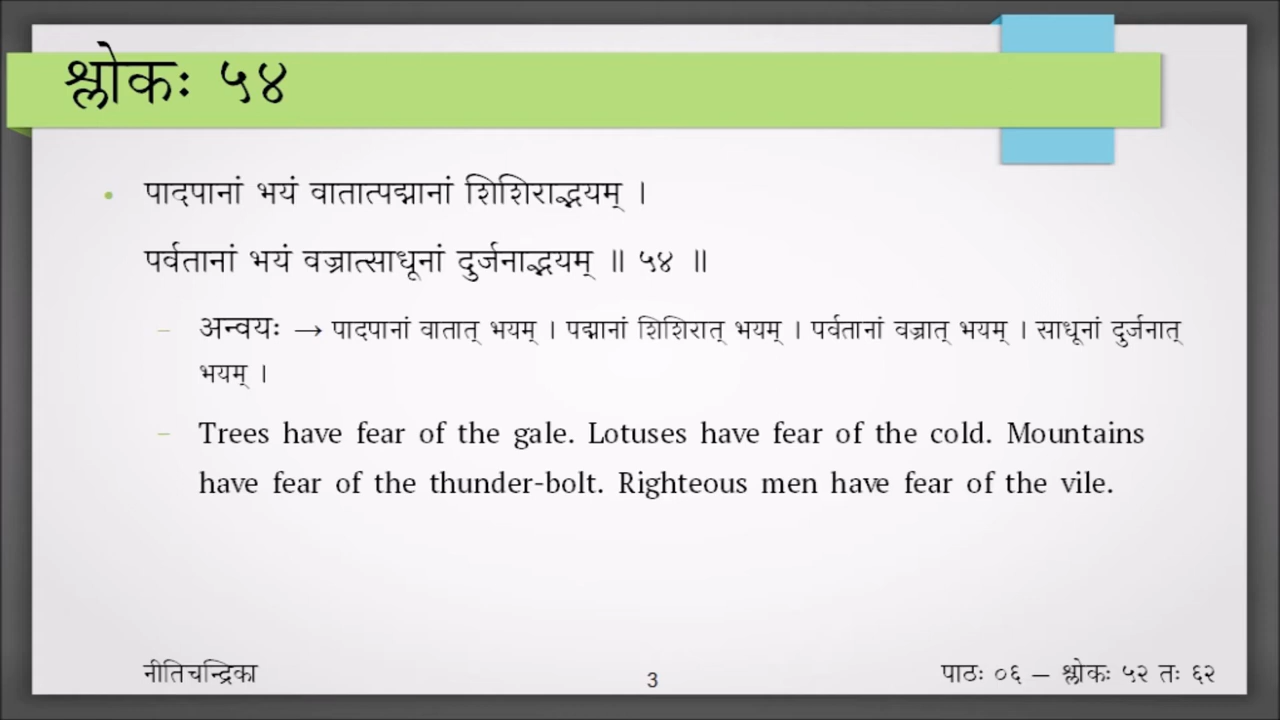 श्लोकः ५४
• पादपानां भयं वातात्पद्मानां शिशिराद्भयम् ।
पर्वतानां भयं वज्रात्साधूनां दुर्जनाद्भयम् ॥ ५४ ॥
– अन्वयः → पादपानां वातात् भयम् । पद्मानां शिशिरात् भयम् । पर्वतानां वज्रात् भयम् । साधूनां दुर्जनात्
भयम् ।
– Trees have fear of the gale. Lotuses have fear of the cold. Mountains
have fear of the thunder-bolt. Righteous men have fear of the vile.
नीतिचन्द्रिका
3
पाठः ०६ – श्लोकः ५२ तः ६२